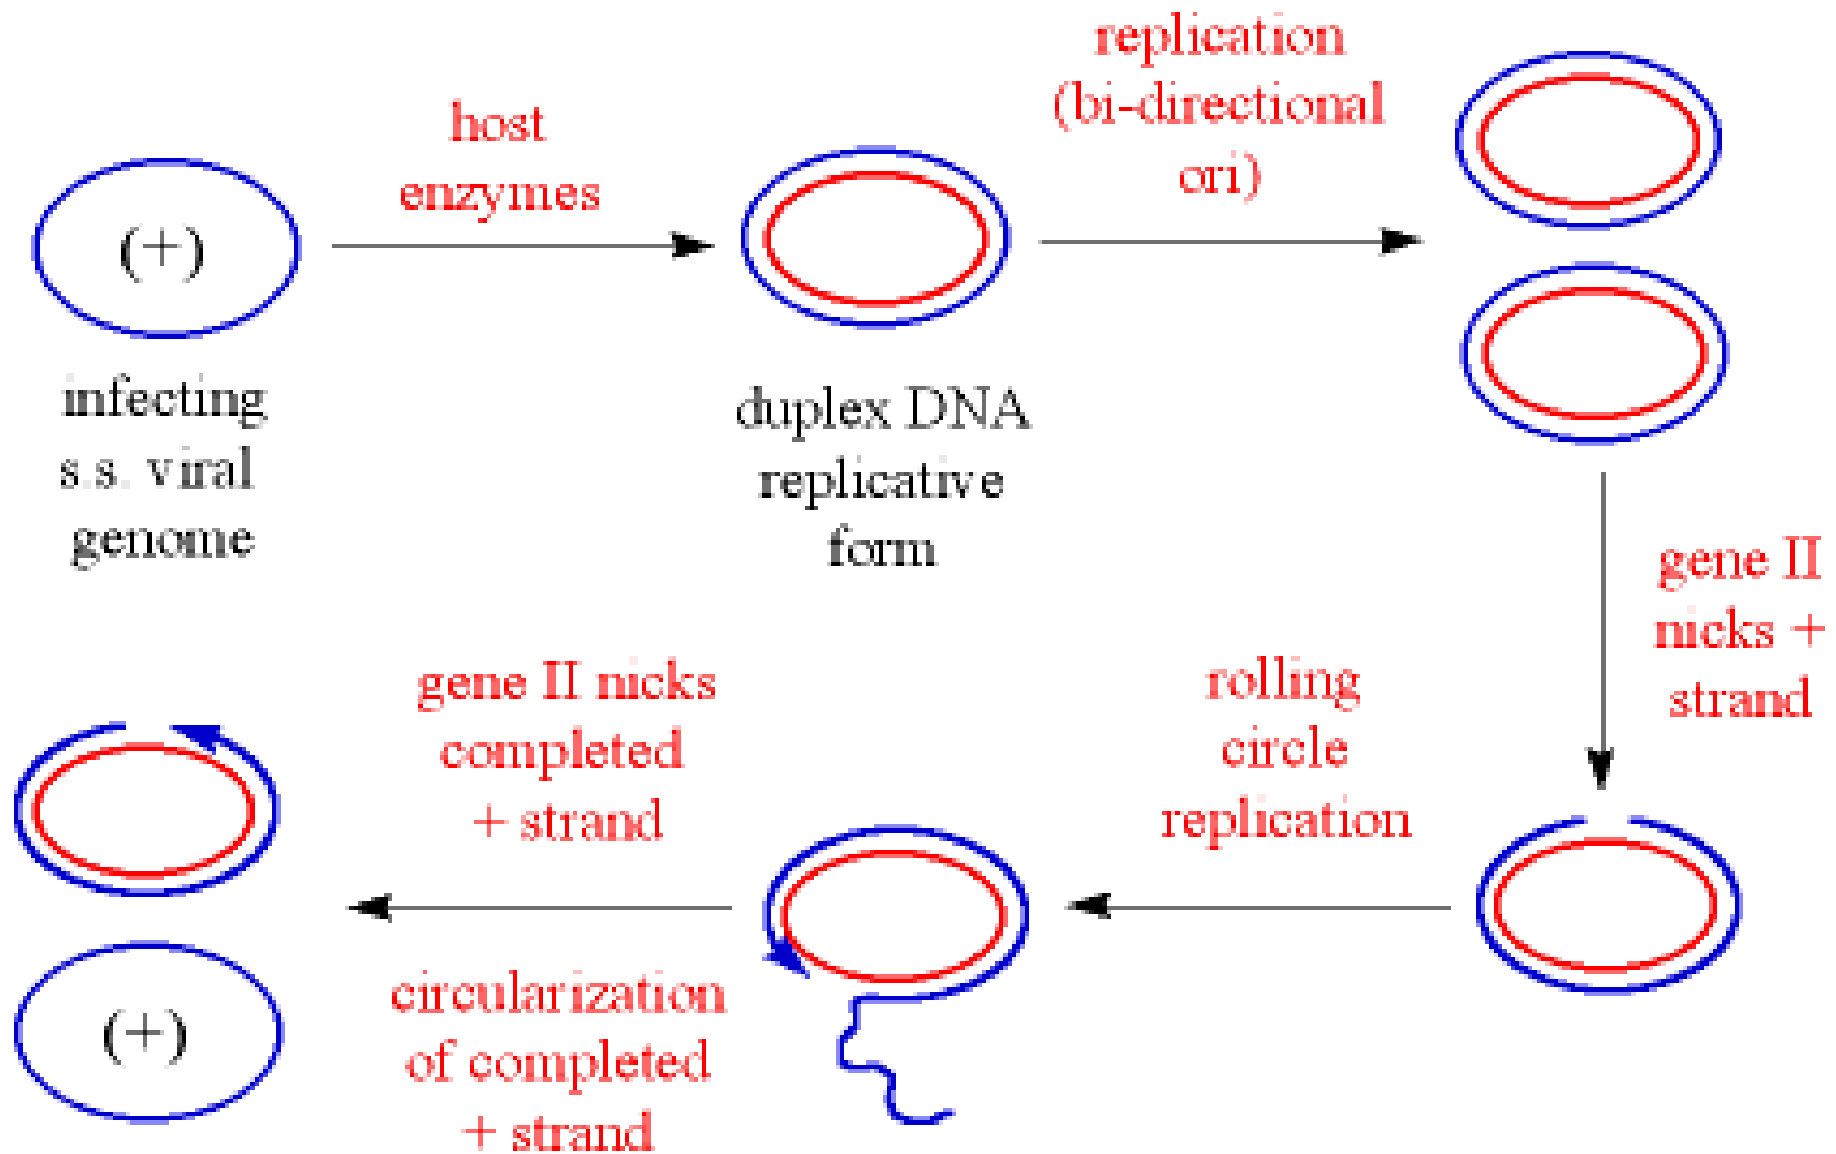 (+)
infecting
s.s. viral
genome
host
enzymes
duplex DNA
replicative
form
replication
(bi-directional
ori)
gene II
nicks +
strand
rolling
circle
replication
gene II nicks
completed
+ strand
circularization
of completed
+ strand
(+)